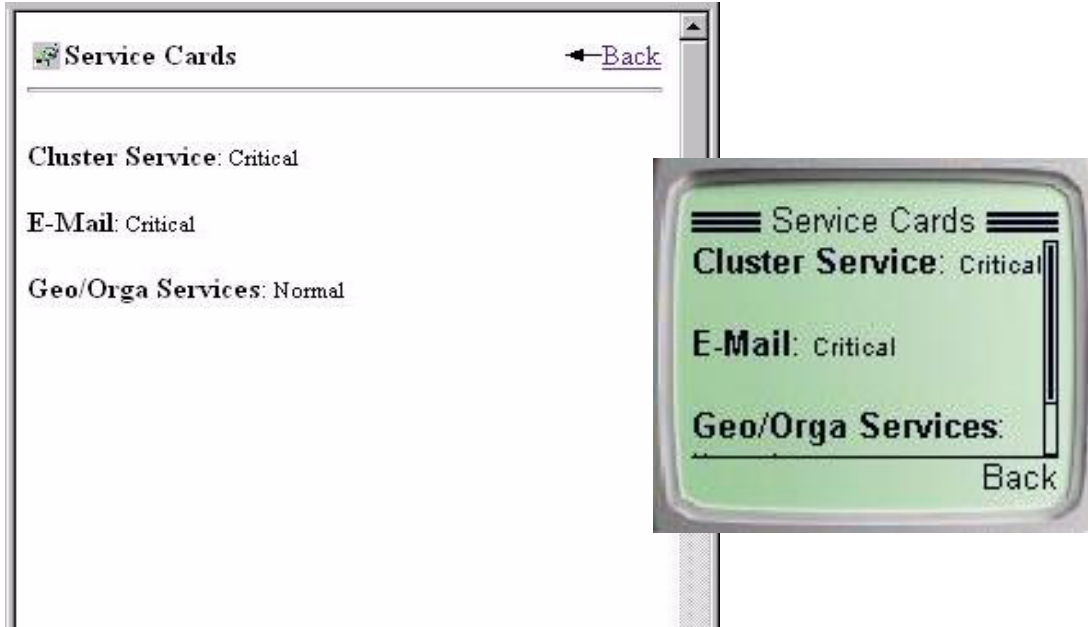 Service Cards
Back
Cluster Service: Critical
E-Mail: Critical
Geo/Orga Services: Normal
Service Cards
Cluster Service: Critical
E-Mail: Critical
Geo/Orga Services:
Back